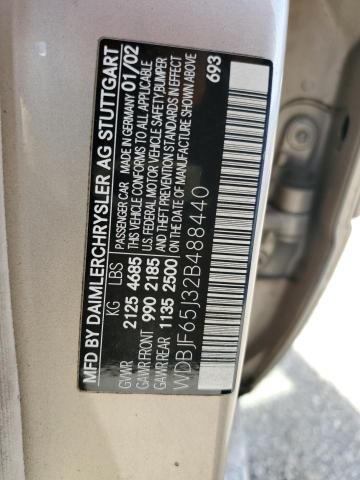 MFD BY DAIMLERCHRYSLER AG STUTTGART
KG LBS
GVWR 2125 4685
GAWR FRONT 990 2185
GAWR REAR 1135 2500
PASSENGER CAR MADE IN GERMANY 01/02
THIS VEHICLE CONFORMS TO ALL APPLICABLE
U.S. FEDERAL MOTOR VEHICLE SAFETY, BUMPER
AND THEFT PREVENTION STANDARDS IN EFFECT
ON THE DATE OF MANUFACTURE SHOWN ABOVE
WDBJF65J32B488440
693